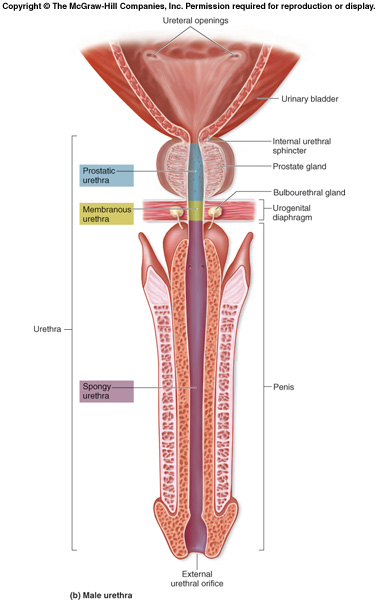 Copyright © The McGraw-Hill Companies, Inc. Permission required for reproduction or display.
Ureteral openings
Urinary bladder
Internal urethral
sphincter
Prostate gland
Prostatic
urethra
Bulbourethral gland
Membranous
urethra
Urogenital
diaphragm
Urethra
Spongy
urethra
Penis
External
urethral orifice
(b) Male urethra